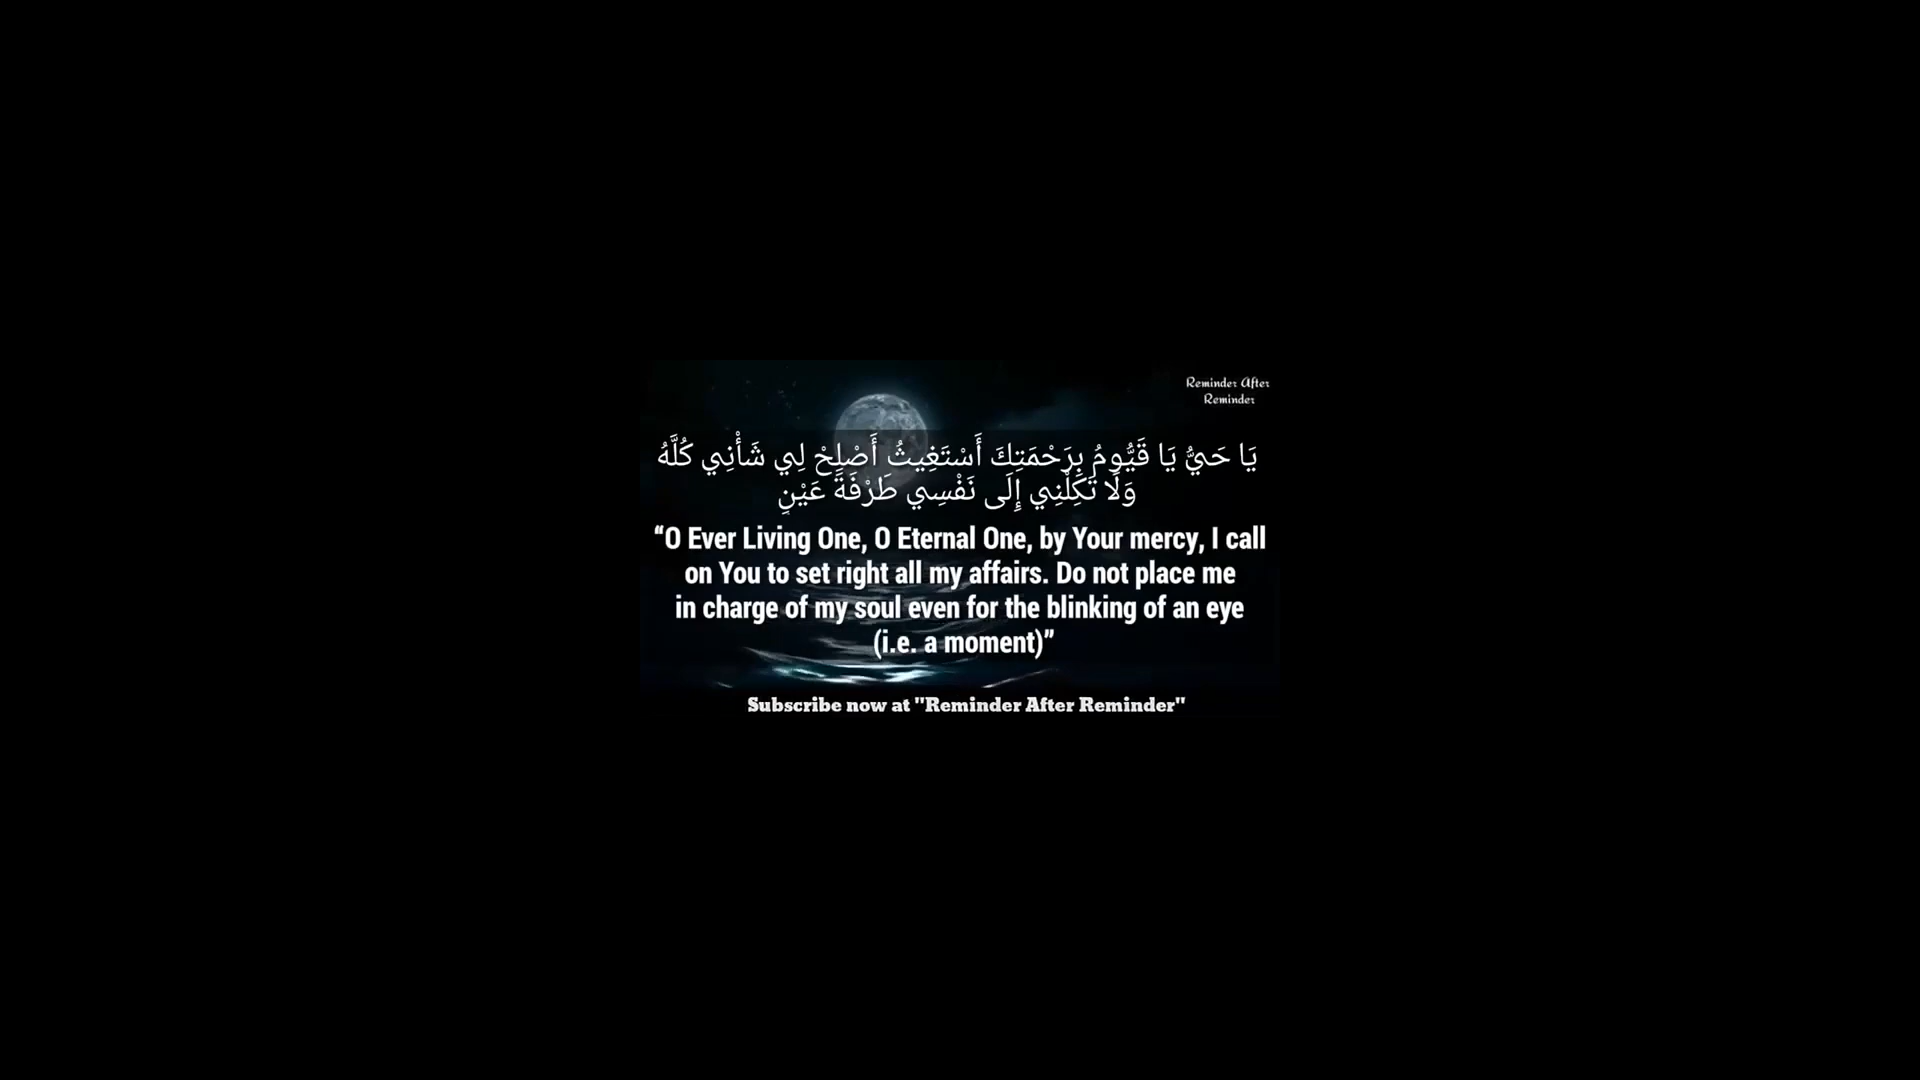 Reminder After
Reminder
يَا حَيُّ يَا قَيُّومُ بِرَحْمَتِكَ أَسْتَغِيثُ أَصْلِحْ لِي شَأْنِي كُلَّهُ
وَلَا تَكِلْنِي إِلَى نَفْسِي طَرْفَةَ عَيْنٍ
“O Ever Living One, O Eternal One, by Your mercy, I call
on You to set right all my affairs. Do not place me
in charge of my soul even for the blinking of an eye
(i.e. a moment)”
Subscribe now at "Reminder After Reminder"